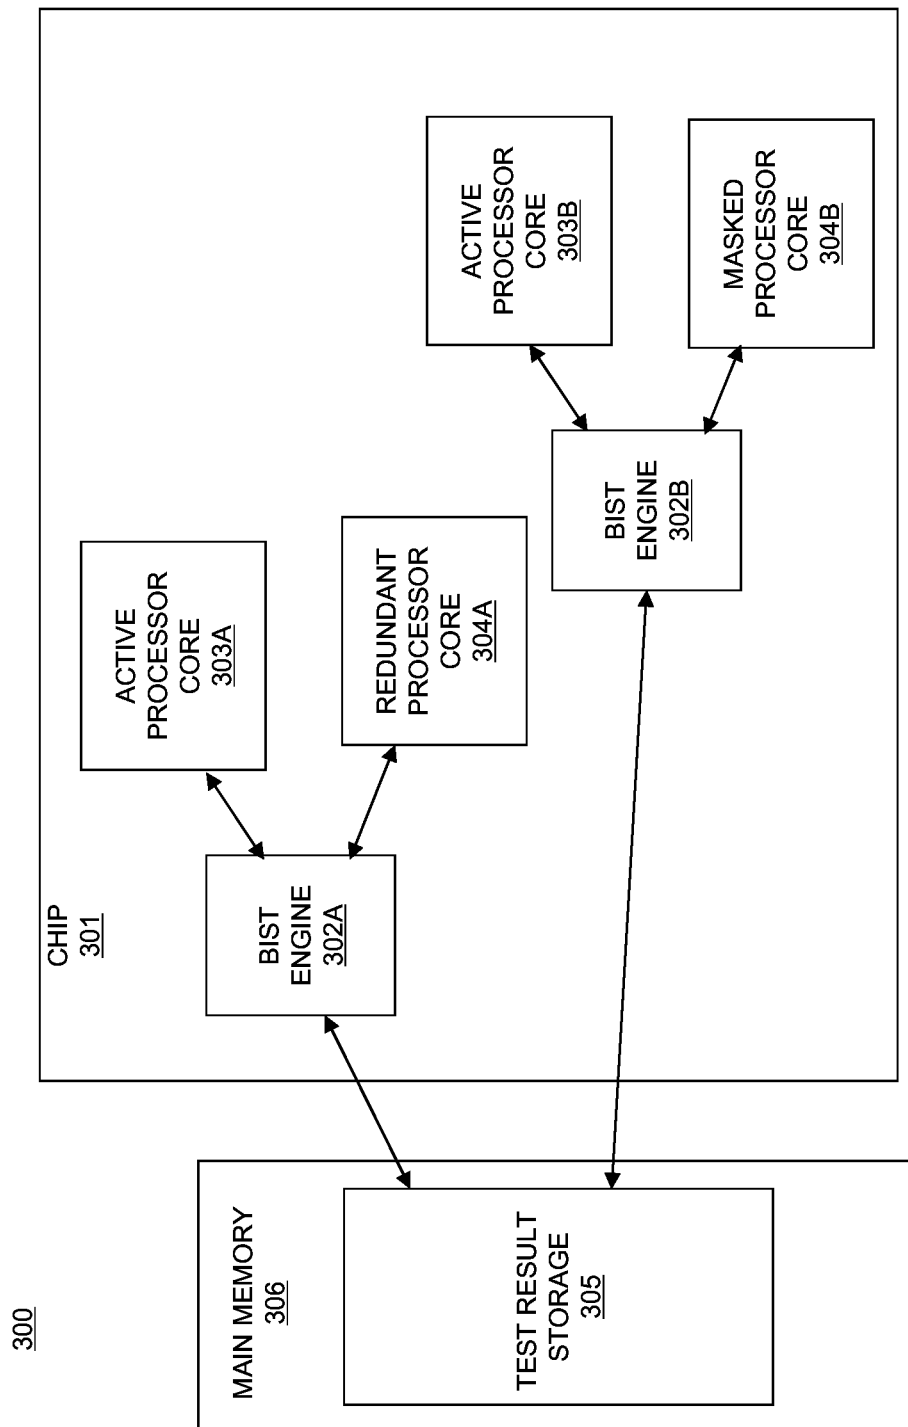 300
MAIN MEMORY
306
TEST RESULT
STORAGE
305
CHIP
301
BIST
ENGINE
302A
ACTIVE
PROCESSOR
CORE
303A
REDUNDANT
PROCESSOR
CORE
304A
BIST
ENGINE
302B
ACTIVE
PROCESSOR
CORE
303B
MASKED
PROCESSOR
CORE
304B